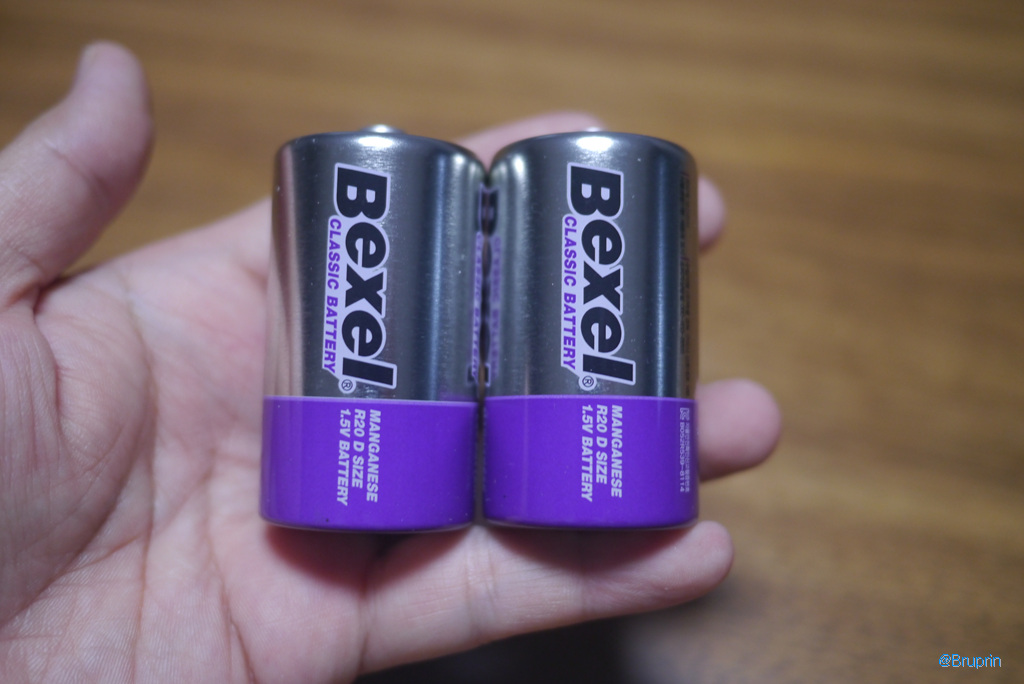 Bexel®
CLASSIC BATTERY
MANGANESE
R20 D SIZE
1.5V BATTERY
Bexel®
CLASSIC BATTERY
MANGANESE
R20 D SIZE
1.5V BATTERY
@Bruprin